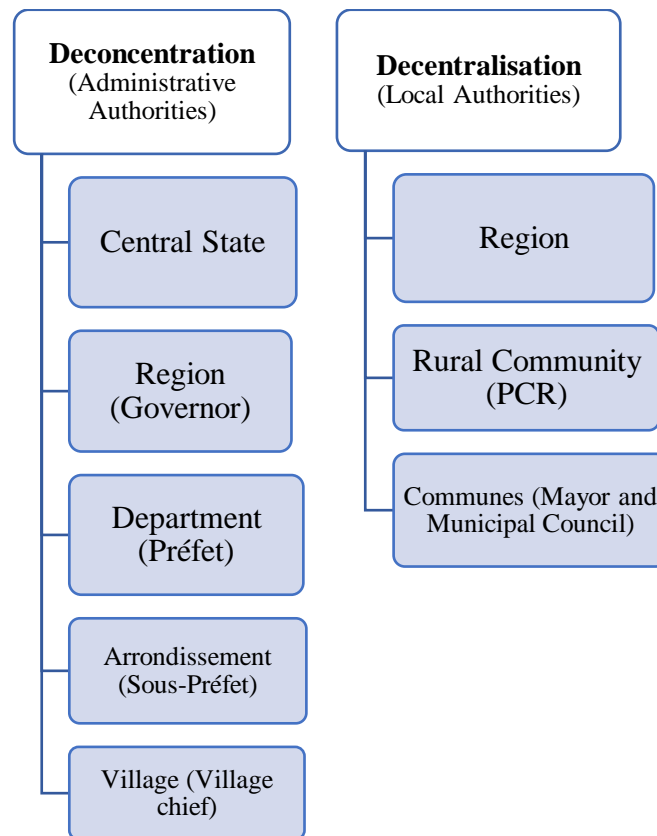 Deconcentration
(Administrative
Authorities)
Central State
Region
(Governor)
Department
(Préfet)
Arrondissement
(Sous-Préfet)
Village (Village
chief)
Decentralisation
(Local Authorities)
Region
Rural Community
(PCR)
Communes (Mayor and
Municipal Council)